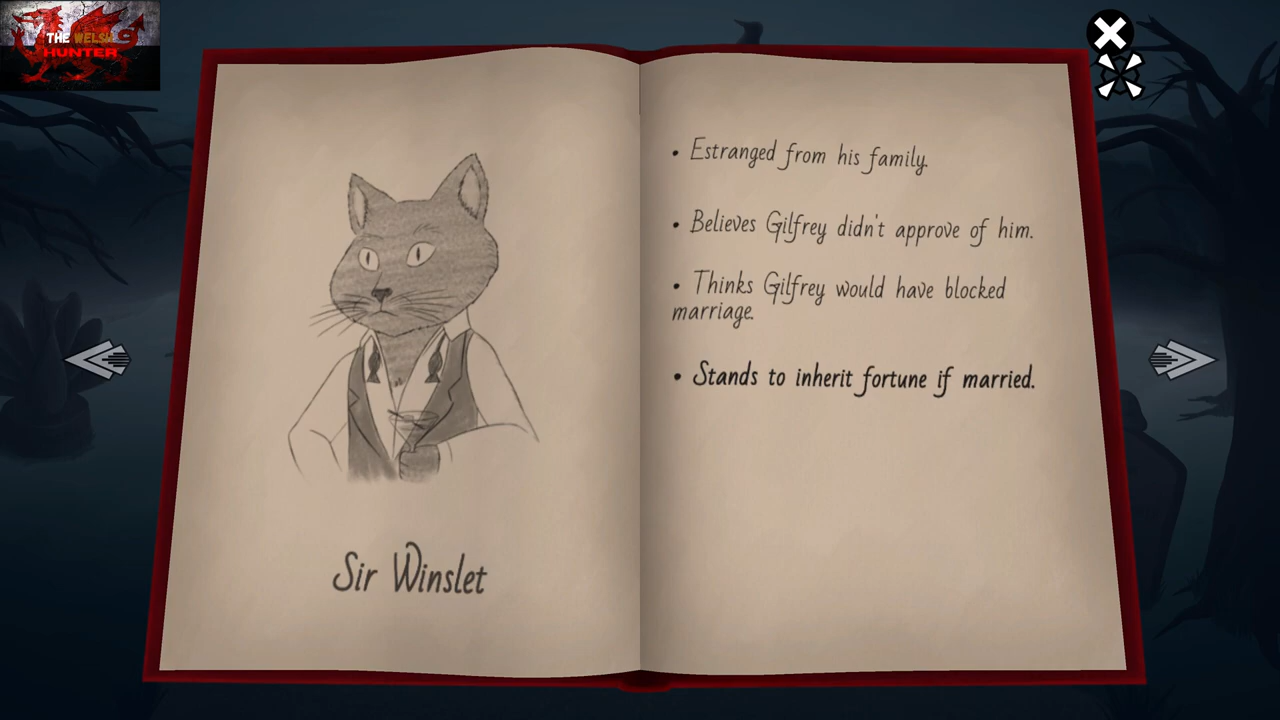 THE WELSH
HUNTER
• Estranged from his family.
• Believes Gilfrey didn't approve of him.
• Thinks Gilfrey would have blocked
marriage.
• Stands to inherit fortune if married.
Sir Winslet